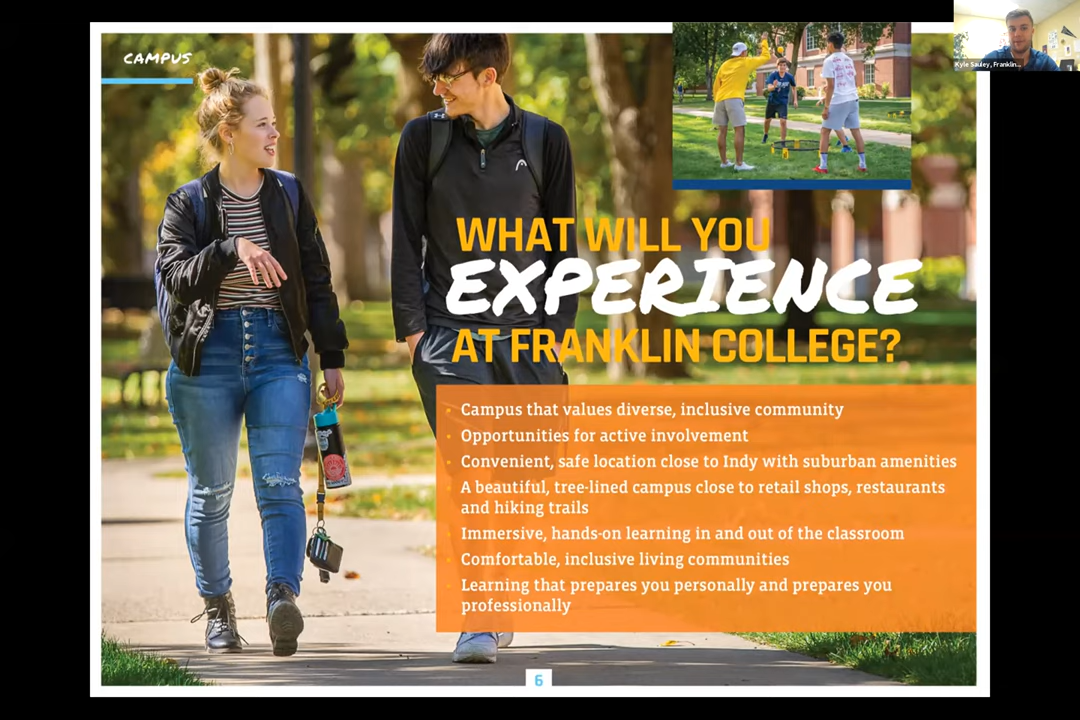 CAMPUS
Kyle Sauley, Franklin...
WHAT WILL YOU
EXPERIENCE
AT FRANKLIN COLLEGE?
Campus that values diverse, inclusive community
Opportunities for active involvement
Convenient, safe location close to Indy with suburban amenities
A beautiful, tree-lined campus close to retail shops, restaurants
and hiking trails
Immersive, hands-on learning in and out of the classroom
Comfortable, inclusive living communities
Learning that prepares you personally and prepares you
professionally
6